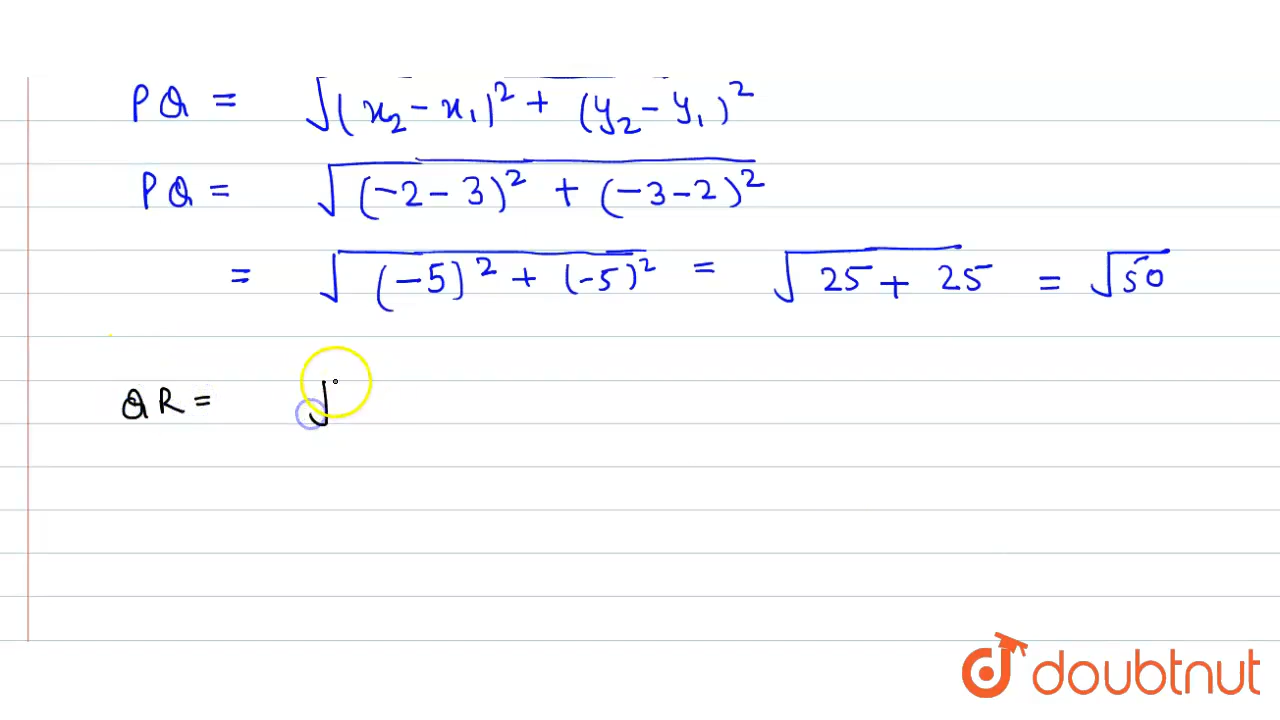 PQ = √(x₂ - x₁)² + (y₂ - y₁)²
PQ = √(-2-3)² + (-3-2)²
= √(-5)² + (-5)² = √25 + 25 = √50
QR = √
doubtnut